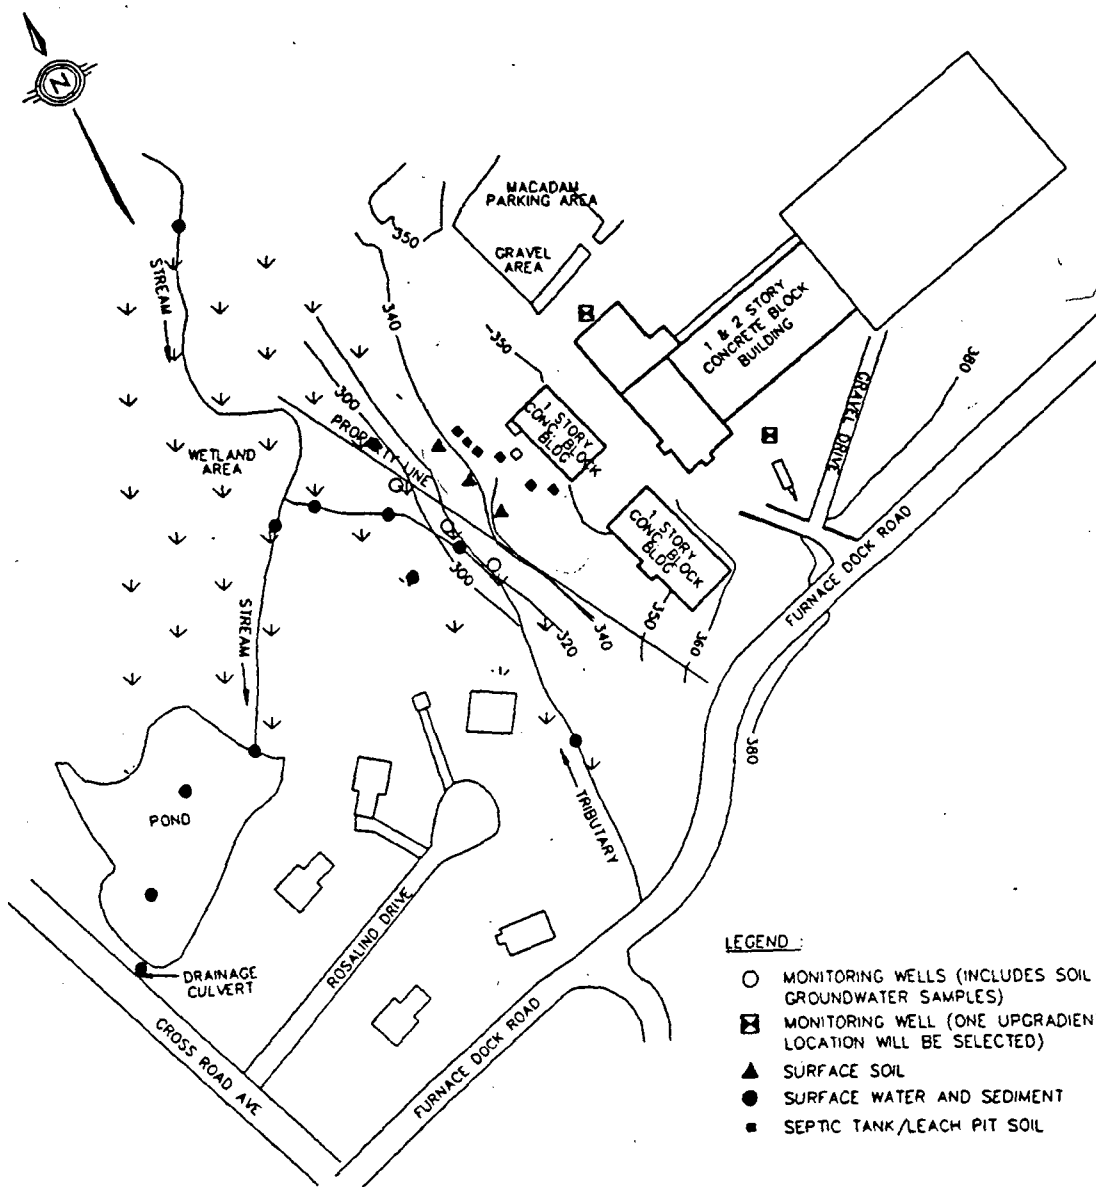 N
MACADAM
PARKING AREA
350
GRAVEL
AREA
STREAM
340
350
1 & 2 STORY
CONCRETE BLOCK
BUILDING
380
GRAVEL DRIVE
300
PROPERTY LINE
1 STORY
CONC. BLOCK
BLDG
WETLAND
AREA
1 STORY
CONC. BLOCK
BLDG
FURNACE DOCK ROAD
300
STREAM
320
340
350
360
380
POND
TRIBUTARY
ROSALIND DRIVE
DRAINAGE
CULVERT
CROSS ROAD AVE
FURNACE DOCK ROAD
LEGEND :
MONITORING WELLS (INCLUDES SOIL
GROUNDWATER SAMPLES)
MONITORING WELL (ONE UPGRADIEN
LOCATION WILL BE SELECTED)
SURFACE SOIL
SURFACE WATER AND SEDIMENT
SEPTIC TANK/LEACH PIT SOIL